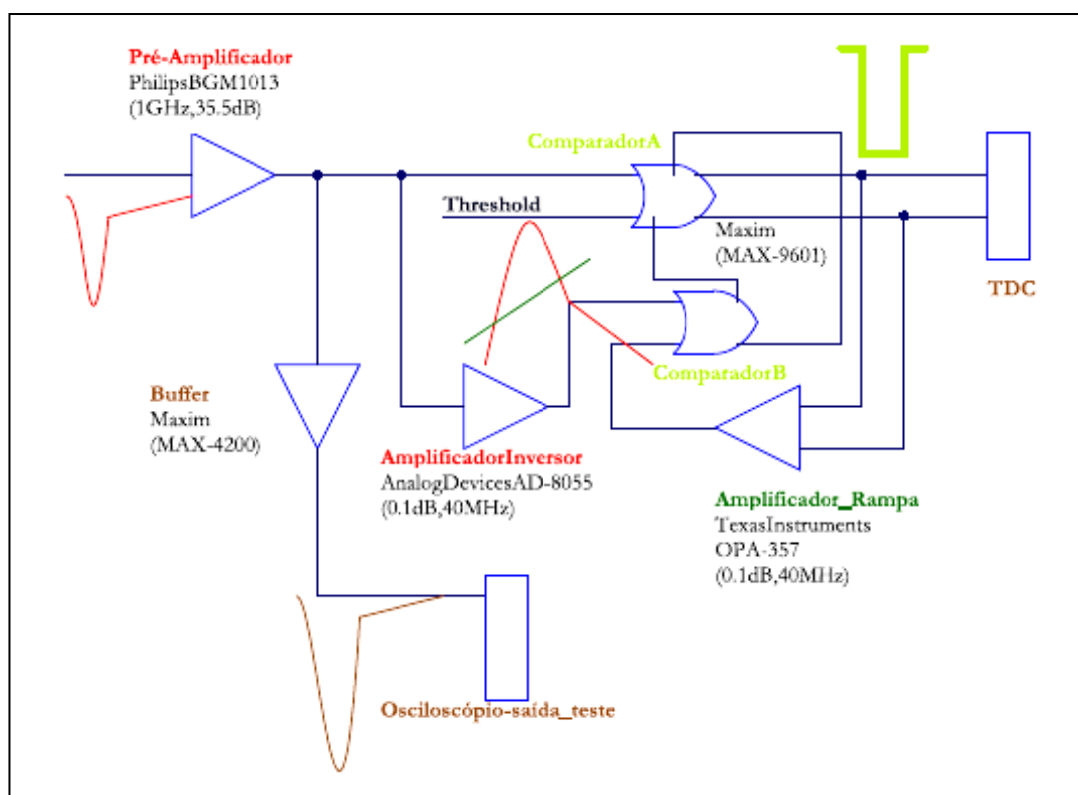 Pré-Amplificador
PhilipsBGM1013
(1GHz,35.5dB)
ComparadorA
Threshold
Maxim
(MAX-9601)
TDC
ComparadorB
Buffer
Maxim
(MAX-4200)
AmplificadorInversor
AnalogDevicesAD-8055
(0.1dB,40MHz)
Amplificador_Rampa
TexasInstruments
OPA-357
(0.1dB,40MHz)
Osciloscópio-saída_teste